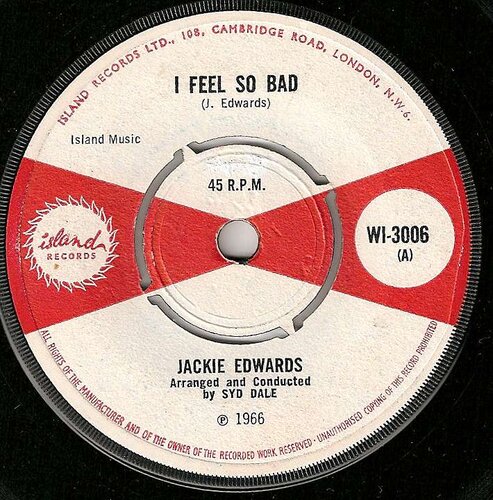 ISLAND RECORDS LTD., 108, CAMBRIDGE ROAD, LONDON, N.W.6.
I FEEL SO BAD
(J. Edwards)
Island Music
45 R.P.M.
island
RECORDS
WI-3006
(A)
JACKIE EDWARDS
Arranged and Conducted
by SYD DALE
℗ 1966
ALL RIGHTS OF THE MANUFACTURER AND OF THE OWNER OF THE RECORDED WORK RESERVED · UNAUTHORISED COPYING OF THIS RECORD PROHIBITED